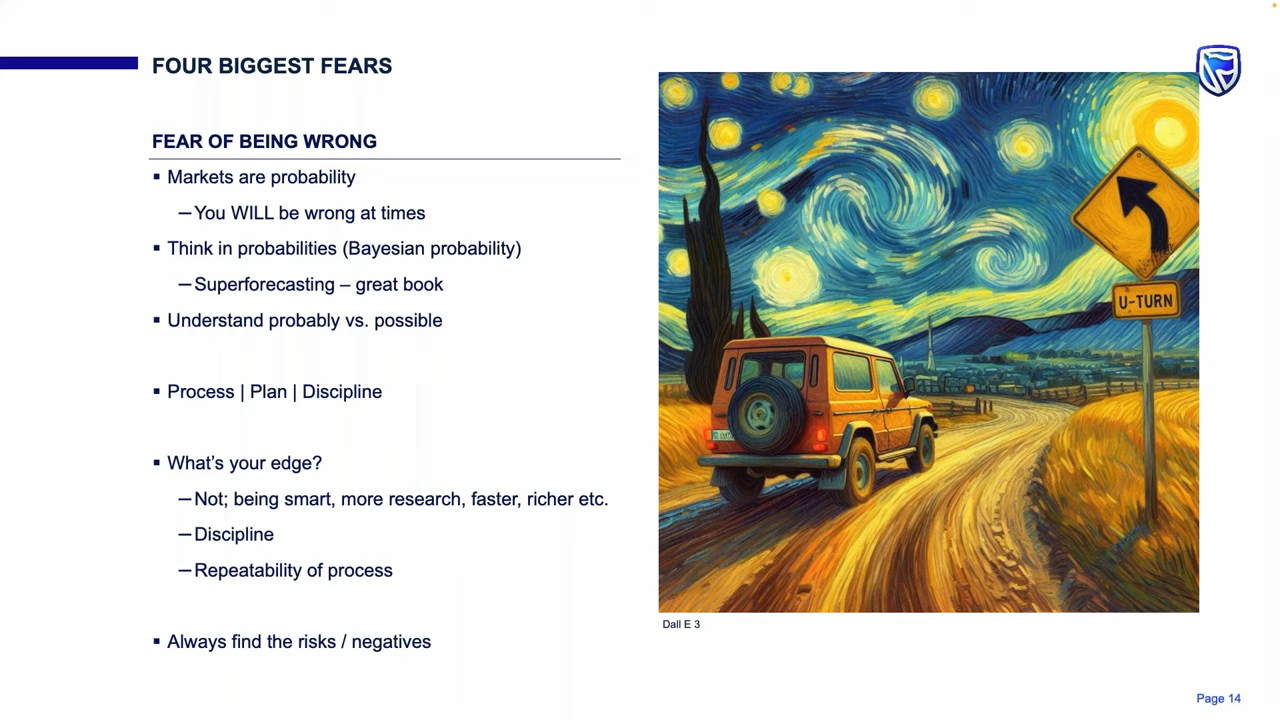 FOUR BIGGEST FEARS
FEAR OF BEING WRONG
▪ Markets are probability
– You WILL be wrong at times
▪ Think in probabilities (Bayesian probability)
– Superforecasting – great book
▪ Understand probably vs. possible
▪ Process | Plan | Discipline
▪ What's your edge?
– Not; being smart, more research, faster, richer etc.
– Discipline
– Repeatability of process
▪ Always find the risks / negatives
U-TURN
Dall E 3
Page 14